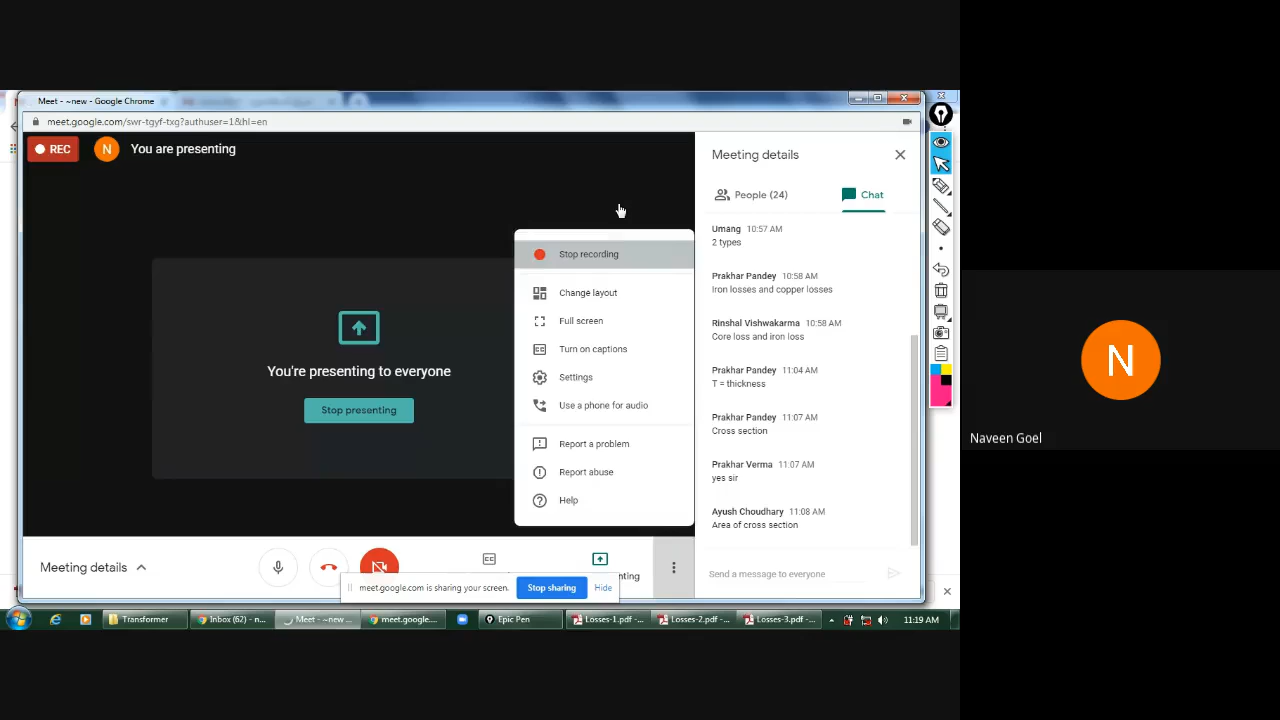 Meet - ~new - Google Chrome
meet.google.com/swr-tgyf-txg?authuser=1&hl=en
REC
N
You are presenting
Meeting details
People (24)
Chat
Umang 10:57 AM
2 types
Prakhar Pandey 10:58 AM
Iron losses and copper losses
Rinshal Vishwakarma 10:58 AM
Core loss and iron loss
Prakhar Pandey 11:04 AM
T = thickness
Prakhar Pandey 11:07 AM
Cross section
Prakhar Verma 11:07 AM
yes sir
Ayush Choudhary 11:08 AM
Area of cross section
Send a message to everyone
Stop recording
Change layout
Full screen
CC Turn on captions
Settings
Use a phone for audio
Report a problem
Report abuse
Help
You're presenting to everyone
Stop presenting
N
Naveen Goel
Meeting details
CC
nting
meet.google.com is sharing your screen.
Stop sharing
Hide
Transformer
Inbox (62) - n...
Meet - ~new ...
meet.google....
Epic Pen
Losses-1.pdf -...
Losses-2.pdf -...
Losses-3.pdf -...
11:19 AM